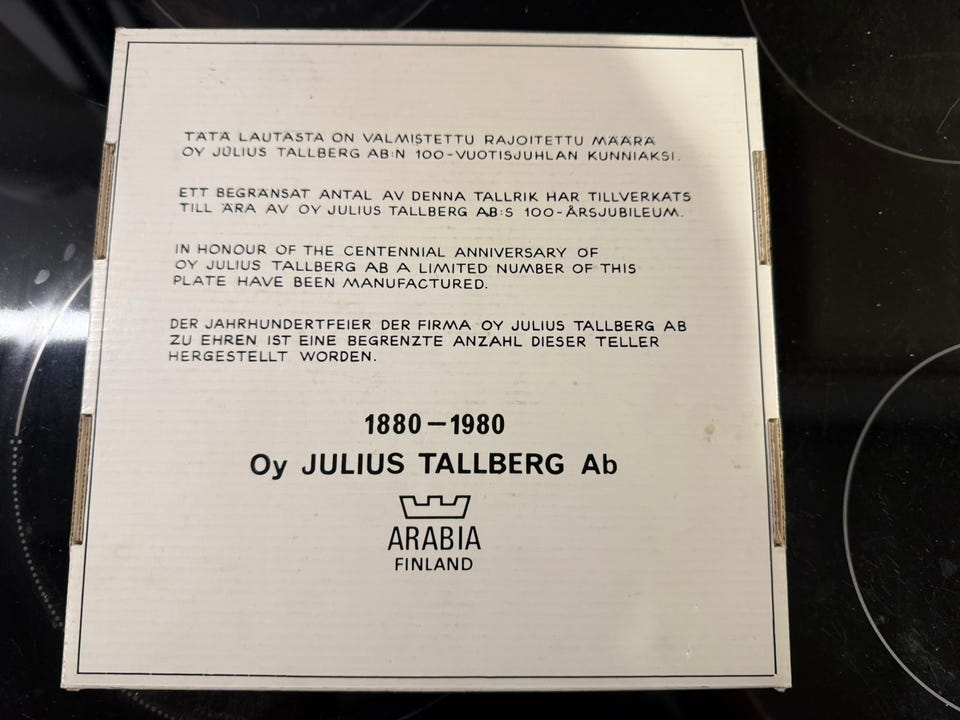 TÄTÄ LAUTASTA ON VALMISTETTU RAJOITETTU MÄÄRÄ
OY JULIUS TALLBERG AB:N 100-VUOTISJUHLAN KUNNIAKSI.
ETT BEGRÄNSAT ANTAL AV DENNA TALLRIK HAR TILLVERKATS
TILL ÄRA AV OY JULIUS TALLBERG AB:S 100-ÅRSJUBILEUM.
IN HONOUR OF THE CENTENNIAL ANNIVERSARY OF
OY JULIUS TALLBERG AB A LIMITED NUMBER OF THIS
PLATE HAVE BEEN MANUFACTURED.
DER JAHRHUNDERTFEIER DER FIRMA OY JULIUS TALLBERG AB
ZU EHREN IST EINE BEGRENZTE ANZAHL DIESER TELLER
HERGESTELLT WORDEN.
1880–1980
Oy JULIUS TALLBERG Ab
ARABIA
FINLAND